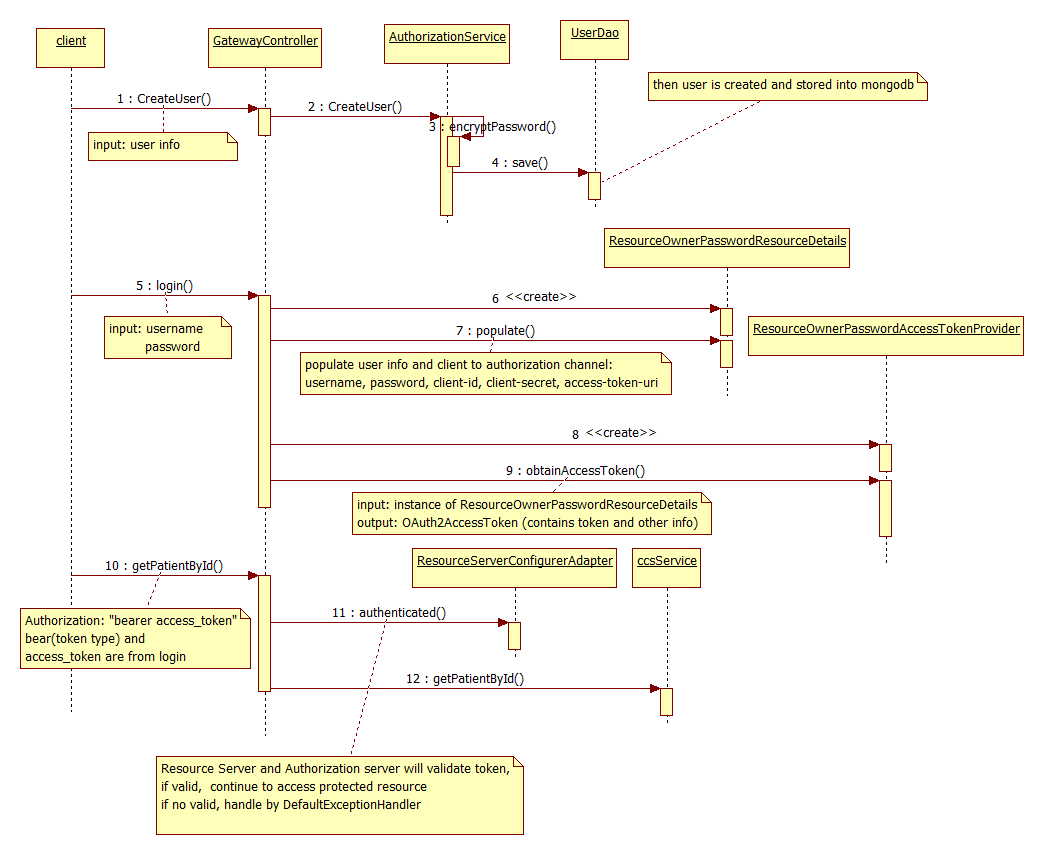 client
GatewayController
AuthorizationService
UserDao
then user is created and stored into mongodb
1 : CreateUser()
2 : CreateUser()
3 : encryptPassword()
input: user info
4 : save()
ResourceOwnerPasswordResourceDetails
5 : login()
6 <<create>>
input: username
password
7 : populate()
ResourceOwnerPasswordAccessTokenProvider
populate user info and client to authorization channel:
username, password, client-id, client-secret, access-token-uri
8 <<create>>
9 : obtainAccessToken()
input: instance of ResourceOwnerPasswordResourceDetails
output: OAuth2AccessToken (contains token and other info)
ResourceServerConfigurerAdapter
ccsService
10 : getPatientById()
11 : authenticated()
Authorization: "bearer access_token"
bear(token type) and
access_token are from login
12 : getPatientById()
Resource Server and Authorization server will validate token,
if valid, continue to access protected resource
if no valid, handle by DefaultExceptionHandler